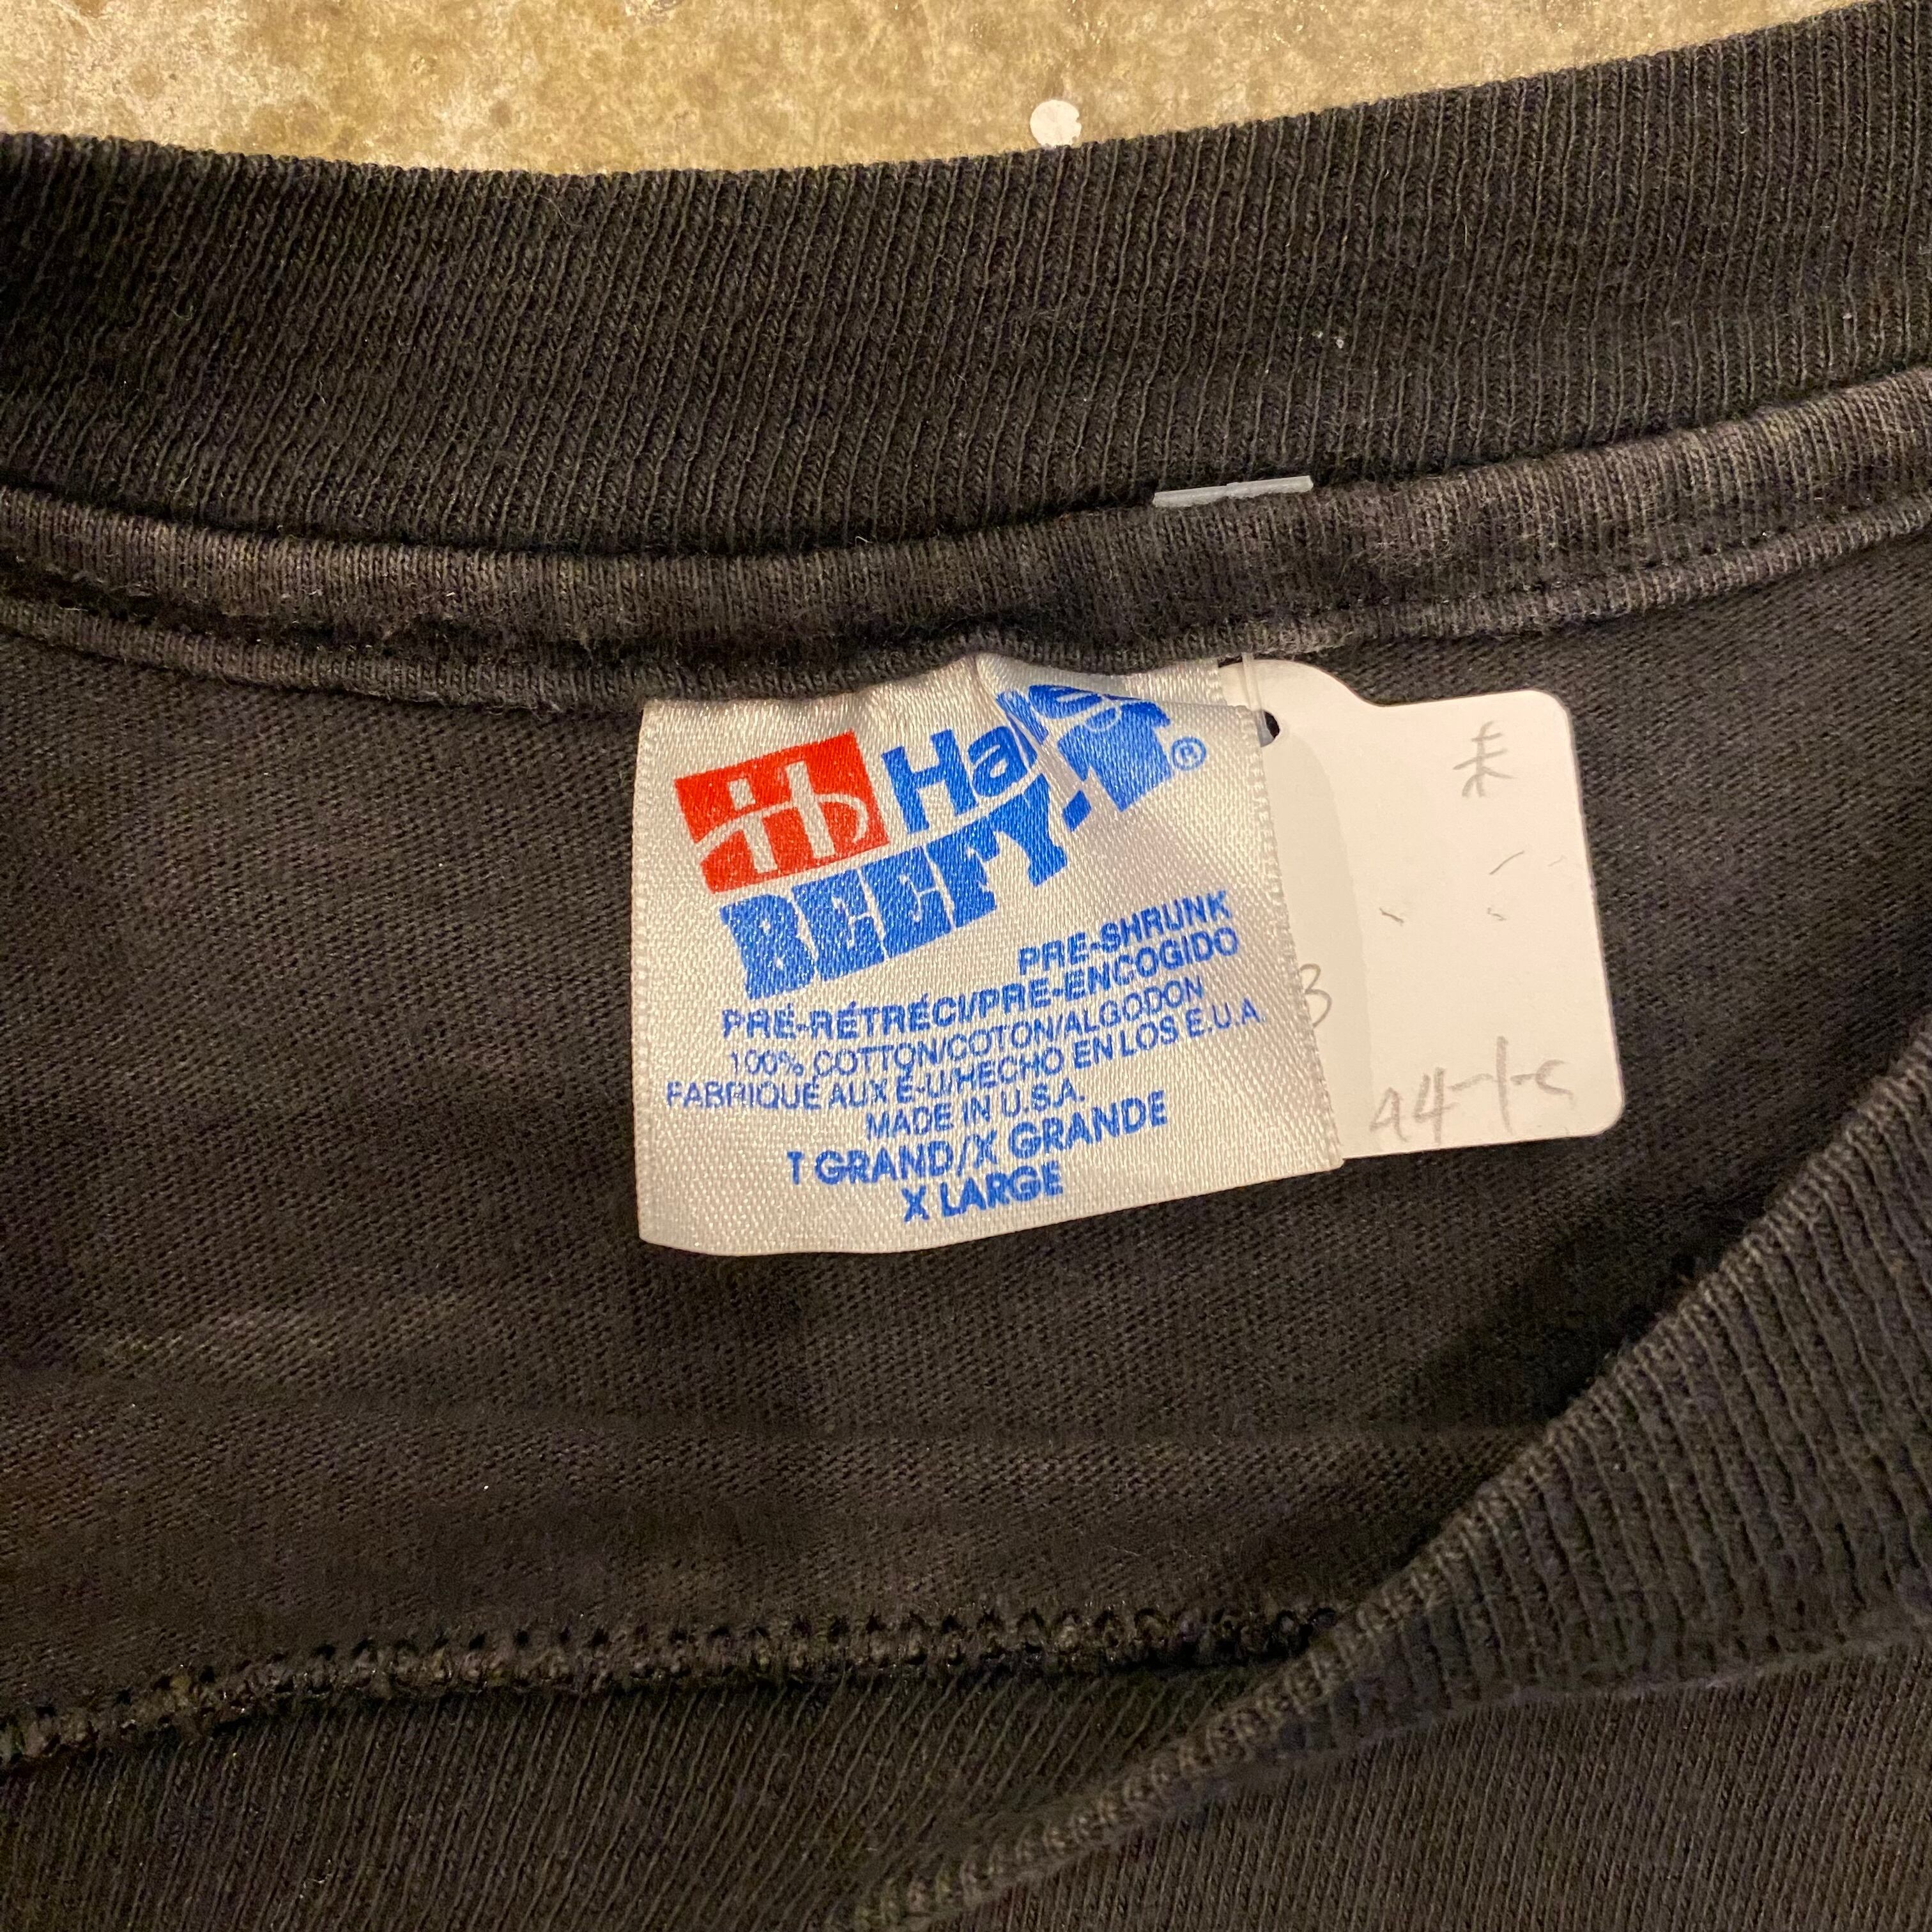 Hanes
BEEFY-T®
PRE-SHRUNK
PRÉ-RÉTRÉCI/PRE-ENCOGIDO
100% COTTON/COTON/ALGODON
FABRIQUÉ AUX É-U/HECHO EN LOS E.U.A
MADE IN U.S.A.
T GRAND/X GRANDE
X LARGE